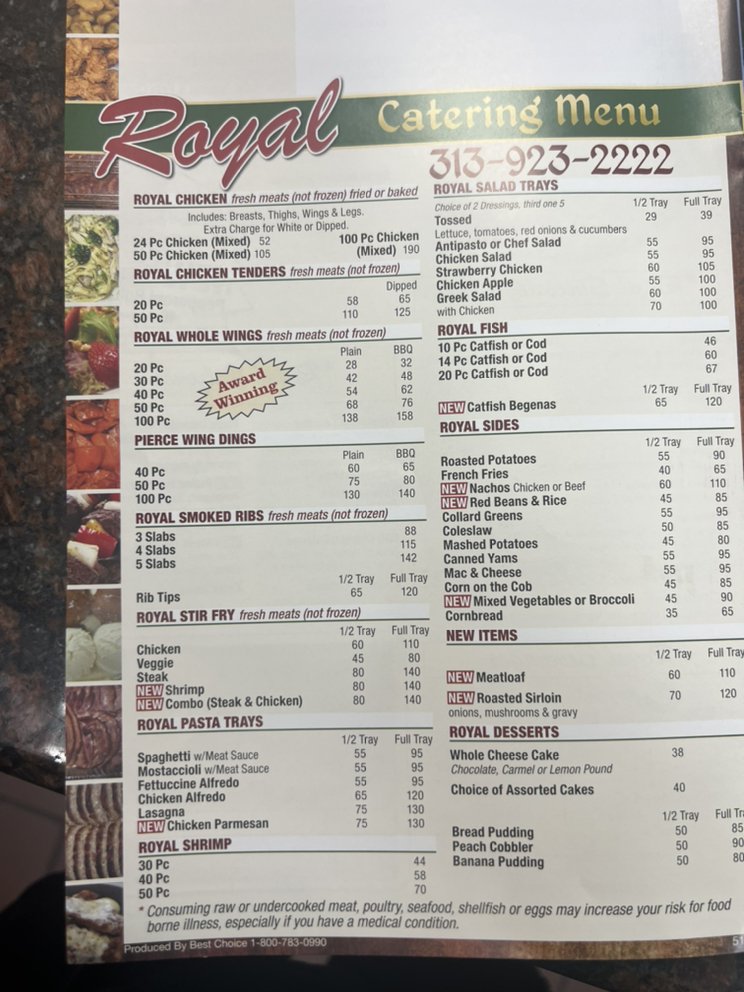 Royal Catering Menu
313-923-2222
ROYAL CHICKEN fresh meats (not frozen) fried or baked
Includes: Breasts, Thighs, Wings & Legs.
Extra Charge for White or Dipped.
24 Pc Chicken (Mixed) 52
50 Pc Chicken (Mixed) 105
100 Pc Chicken
(Mixed) 190
ROYAL CHICKEN TENDERS fresh meats (not frozen)
Dipped
20 Pc 58 65
50 Pc 110 125
ROYAL WHOLE WINGS fresh meats (not frozen)
Plain BBQ
20 Pc 28 32
30 Pc 42 48
40 Pc 54 62
50 Pc 68 76
100 Pc 138 158
Award
Winning
PIERCE WING DINGS
Plain BBQ
40 Pc 60 65
50 Pc 75 80
100 Pc 130 140
ROYAL SMOKED RIBS fresh meats (not frozen)
3 Slabs 88
4 Slabs 115
5 Slabs 142
1/2 Tray Full Tray
Rib Tips 65 120
ROYAL STIR FRY fresh meats (not frozen)
1/2 Tray Full Tray
Chicken 60 110
Veggie 45 80
Steak 80 140
NEW Shrimp 80 140
NEW Combo (Steak & Chicken) 80 140
ROYAL PASTA TRAYS
1/2 Tray Full Tray
Spaghetti w/Meat Sauce 55 95
Mostaccioli w/Meat Sauce 55 95
Fettuccine Alfredo 55 95
Chicken Alfredo 65 120
Lasagna 75 130
NEW Chicken Parmesan 75 130
ROYAL SHRIMP
30 Pc 44
40 Pc 58
50 Pc 70
ROYAL SALAD TRAYS
Choice of 2 Dressings, third one 5 1/2 Tray Full Tray
Tossed 29 39
Lettuce, tomatoes, red onions & cucumbers
Antipasto or Chef Salad 55 95
Chicken Salad 55 95
Strawberry Chicken 60 105
Chicken Apple 55 100
Greek Salad 60 100
with Chicken 70 100
ROYAL FISH
10 Pc Catfish or Cod 46
14 Pc Catfish or Cod 60
20 Pc Catfish or Cod 67
1/2 Tray Full Tray
NEW Catfish Begenas 65 120
ROYAL SIDES
1/2 Tray Full Tray
Roasted Potatoes 55 90
French Fries 40 65
NEW Nachos Chicken or Beef 60 110
NEW Red Beans & Rice 45 85
Collard Greens 55 95
Coleslaw 50 85
Mashed Potatoes 45 80
Canned Yams 55 95
Mac & Cheese 55 95
Corn on the Cob 45 85
NEW Mixed Vegetables or Broccoli 45 90
Cornbread 35 65
NEW ITEMS
1/2 Tray Full Tray
NEW Meatloaf 60 110
NEW Roasted Sirloin 70 120
onions, mushrooms & gravy
ROYAL DESSERTS
Whole Cheese Cake 38
Chocolate, Carmel or Lemon Pound
Choice of Assorted Cakes 40
1/2 Tray Full Tr
Bread Pudding 50 85
Peach Cobbler 50 90
Banana Pudding 50 80
* Consuming raw or undercooked meat, poultry, seafood, shellfish or eggs may increase your risk for food
borne illness, especially if you have a medical condition.
Produced By Best Choice 1-800-783-0990
51